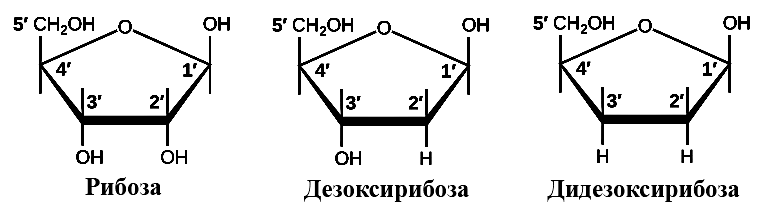 5′ CH₂OH O OH 5′ CH₂OH O OH 5′ CH₂OH O OH
4′ 1′ 4′ 1′ 4′ 1′
3′ 2′ 3′ 2′ 3′ 2′
OH OH OH H H H
Рибоза Дезоксирибоза Дидезоксирибоза